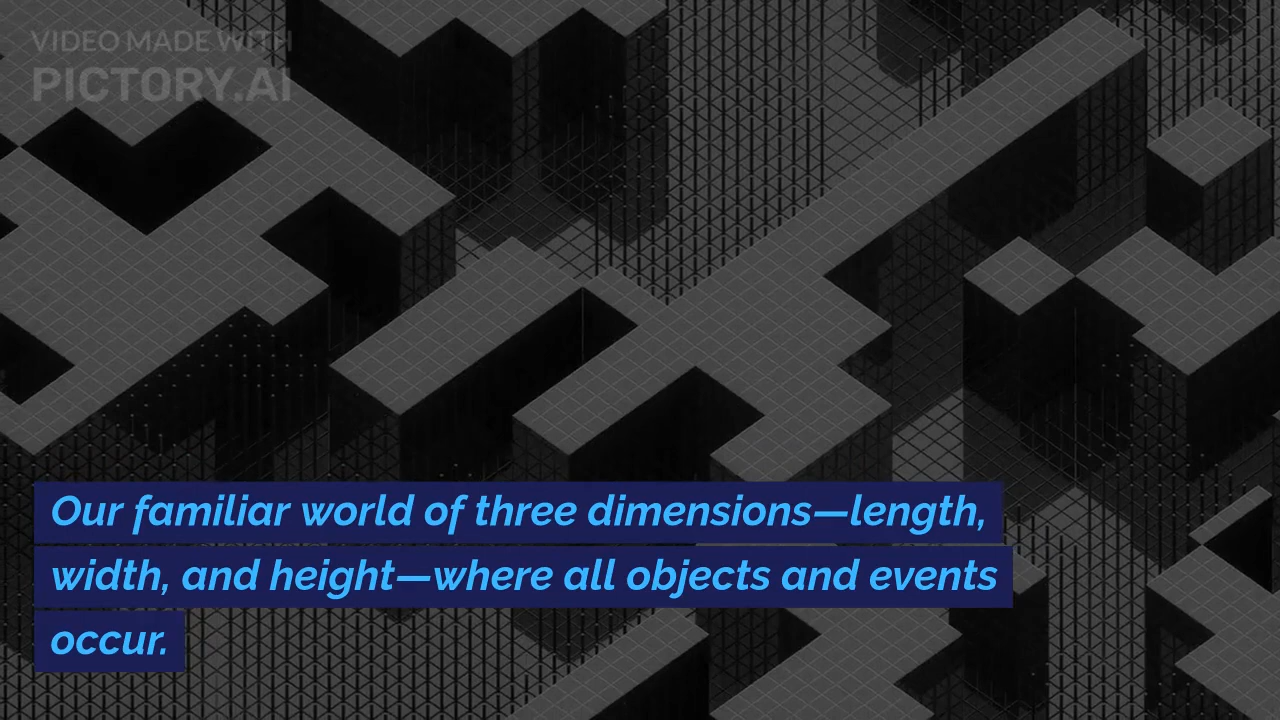 VIDEO MADE WITH
PICTORY.AI
Our familiar world of three dimensions—length,
width, and height—where all objects and events
occur.